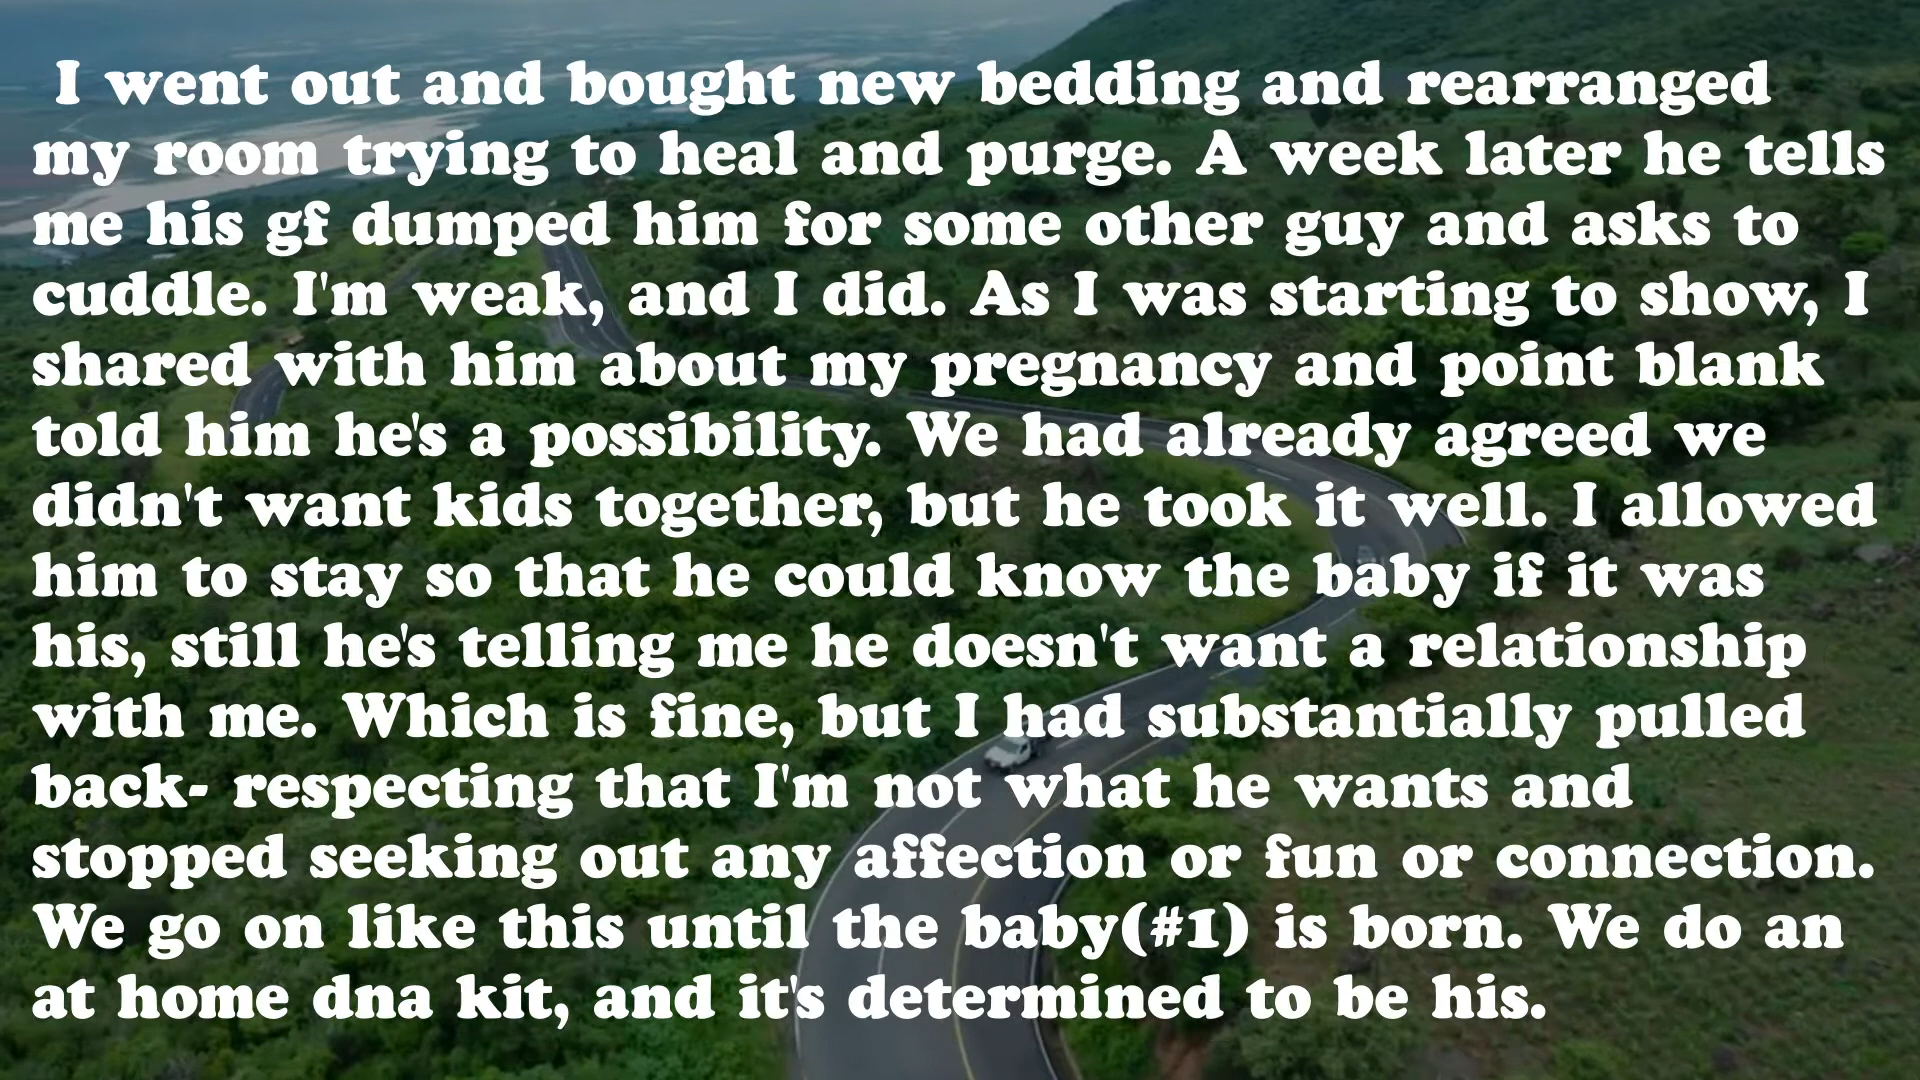 I went out and bought new bedding and rearranged
my room trying to heal and purge. A week later he tells
me his gf dumped him for some other guy and asks to
cuddle. I'm weak, and I did. As I was starting to show, I
shared with him about my pregnancy and point blank
told him he's a possibility. We had already agreed we
didn't want kids together, but he took it well. I allowed
him to stay so that he could know the baby if it was
his, still he's telling me he doesn't want a relationship
with me. Which is fine, but I had substantially pulled
back- respecting that I'm not what he wants and
stopped seeking out any affection or fun or connection.
We go on like this until the baby(#1) is born. We do an
at home dna kit, and it's determined to be his.